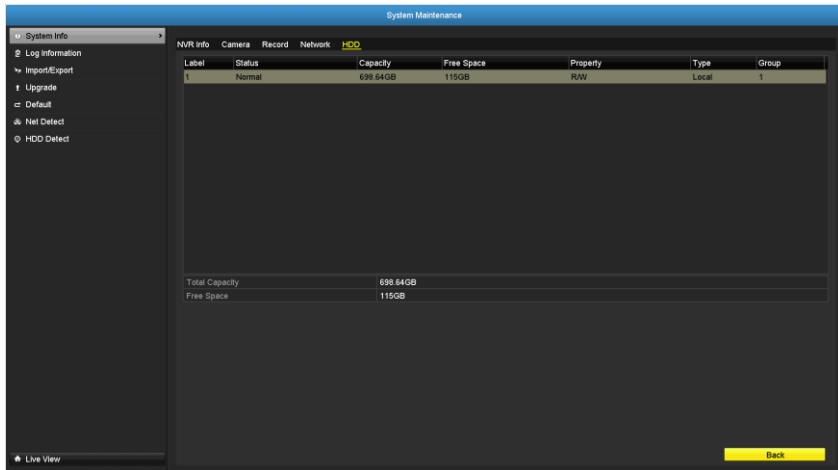 System Maintenance
System Info
Log Information
Import/Export
Upgrade
Default
Net Detect
HDD Detect
Live View
NVR Info Camera Record Network HDD
Label Status Capacity Free Space Property Type Group
1 Normal 698.64GB 115GB R/W Local 1
Total Capacity 698.64GB
Free Space 115GB
Back